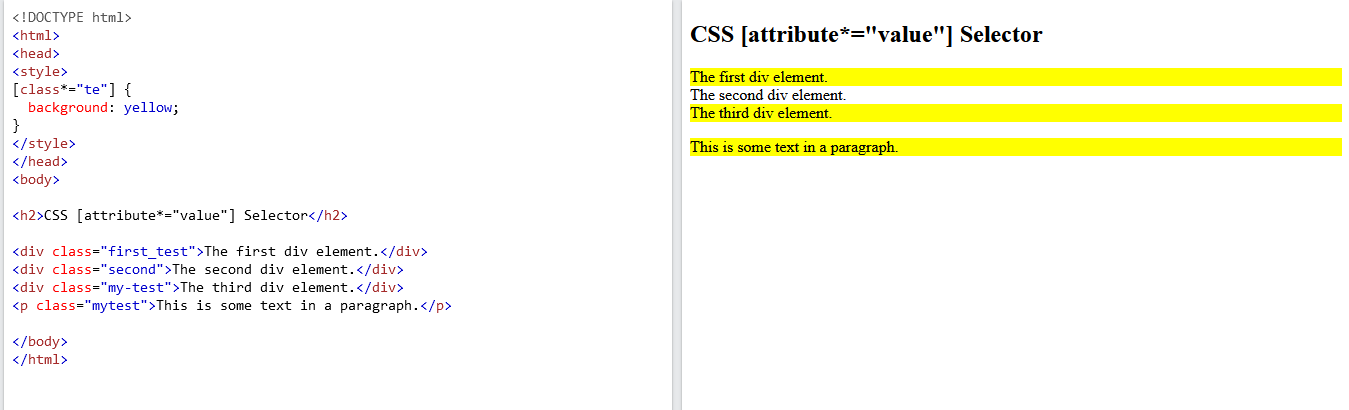 <!DOCTYPE html>
<html>
<head>
<style>
[class*="te"] {
  background: yellow;
}
</style>
</head>
<body>

<h2>CSS [attribute*="value"] Selector</h2>

<div class="first_test">The first div element.</div>
<div class="second">The second div element.</div>
<div class="my-test">The third div element.</div>
<p class="mytest">This is some text in a paragraph.</p>

</body>
</html>
CSS [attribute*="value"] Selector
The first div element.
The second div element.
The third div element.
This is some text in a paragraph.